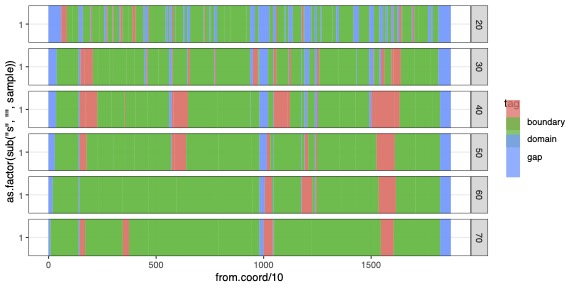 as.factor(sub("s", "", sample))
1
20
1
30
1
40
1
50
1
60
1
70
0
500
1000
1500
from.coord/10
tag
boundary
domain
gap